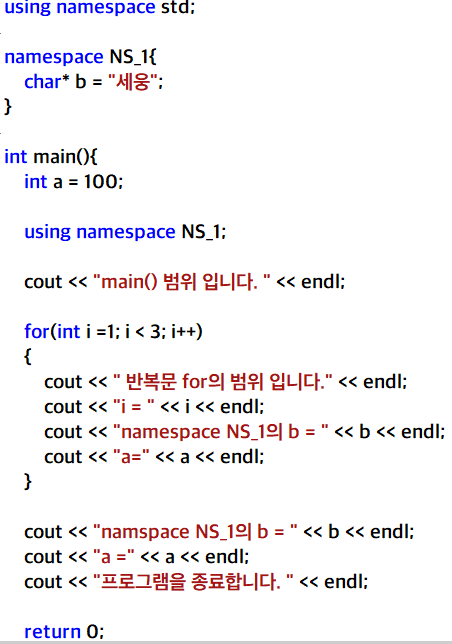 using namespace std;
namespace NS_1{
char* b = "세웅";
}
int main(){
int a = 100;
using namespace NS_1;
cout << "main() 범위 입니다. " << endl;
for(int i =1; i < 3; i++)
{
cout << " 반복문 for의 범위 입니다." << endl;
cout << "i = " << i << endl;
cout << "namespace NS_1의 b = " << b << endl;
cout << "a=" << a << endl;
}
cout << "namspace NS_1의 b = " << b << endl;
cout << "a =" << a << endl;
cout << "프로그램을 종료합니다. " << endl;
return 0;